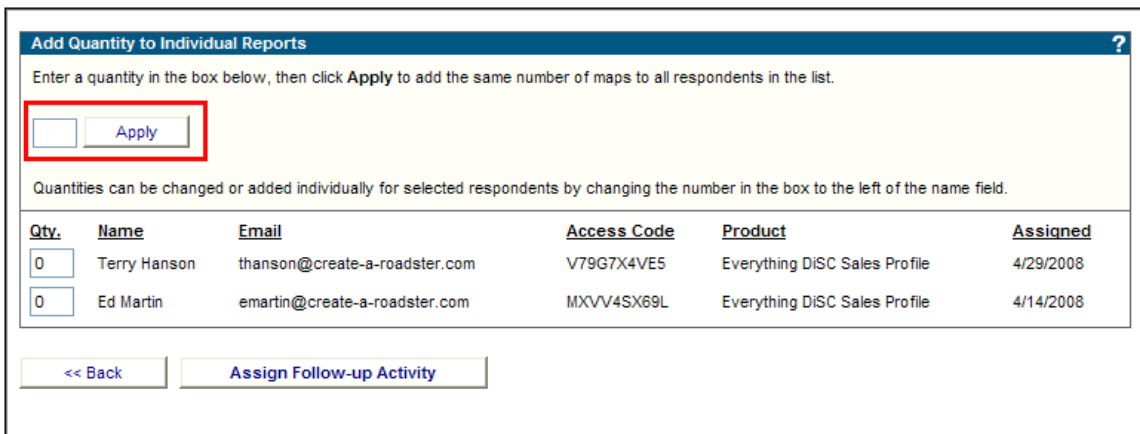 Add Quantity to Individual Reports ?
Enter a quantity in the box below, then click Apply to add the same number of maps to all respondents in the list.
Apply
Quantities can be changed or added individually for selected respondents by changing the number in the box to the left of the name field.
Qty. Name Email Access Code Product Assigned
0 Terry Hanson thanson@create-a-roadster.com V79G7X4VE5 Everything DiSC Sales Profile 4/29/2008
0 Ed Martin emartin@create-a-roadster.com MXVV4SX69L Everything DiSC Sales Profile 4/14/2008
<< Back Assign Follow-up Activity